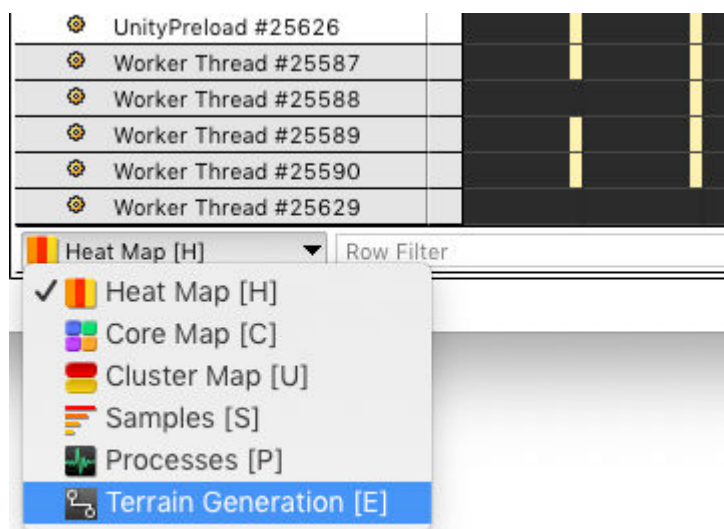 UnityPreload #25626
Worker Thread #25587
Worker Thread #25588
Worker Thread #25589
Worker Thread #25590
Worker Thread #25629
Heat Map [H] Row Filter
Heat Map [H]
Core Map [C]
Cluster Map [U]
Samples [S]
Processes [P]
Terrain Generation [E]